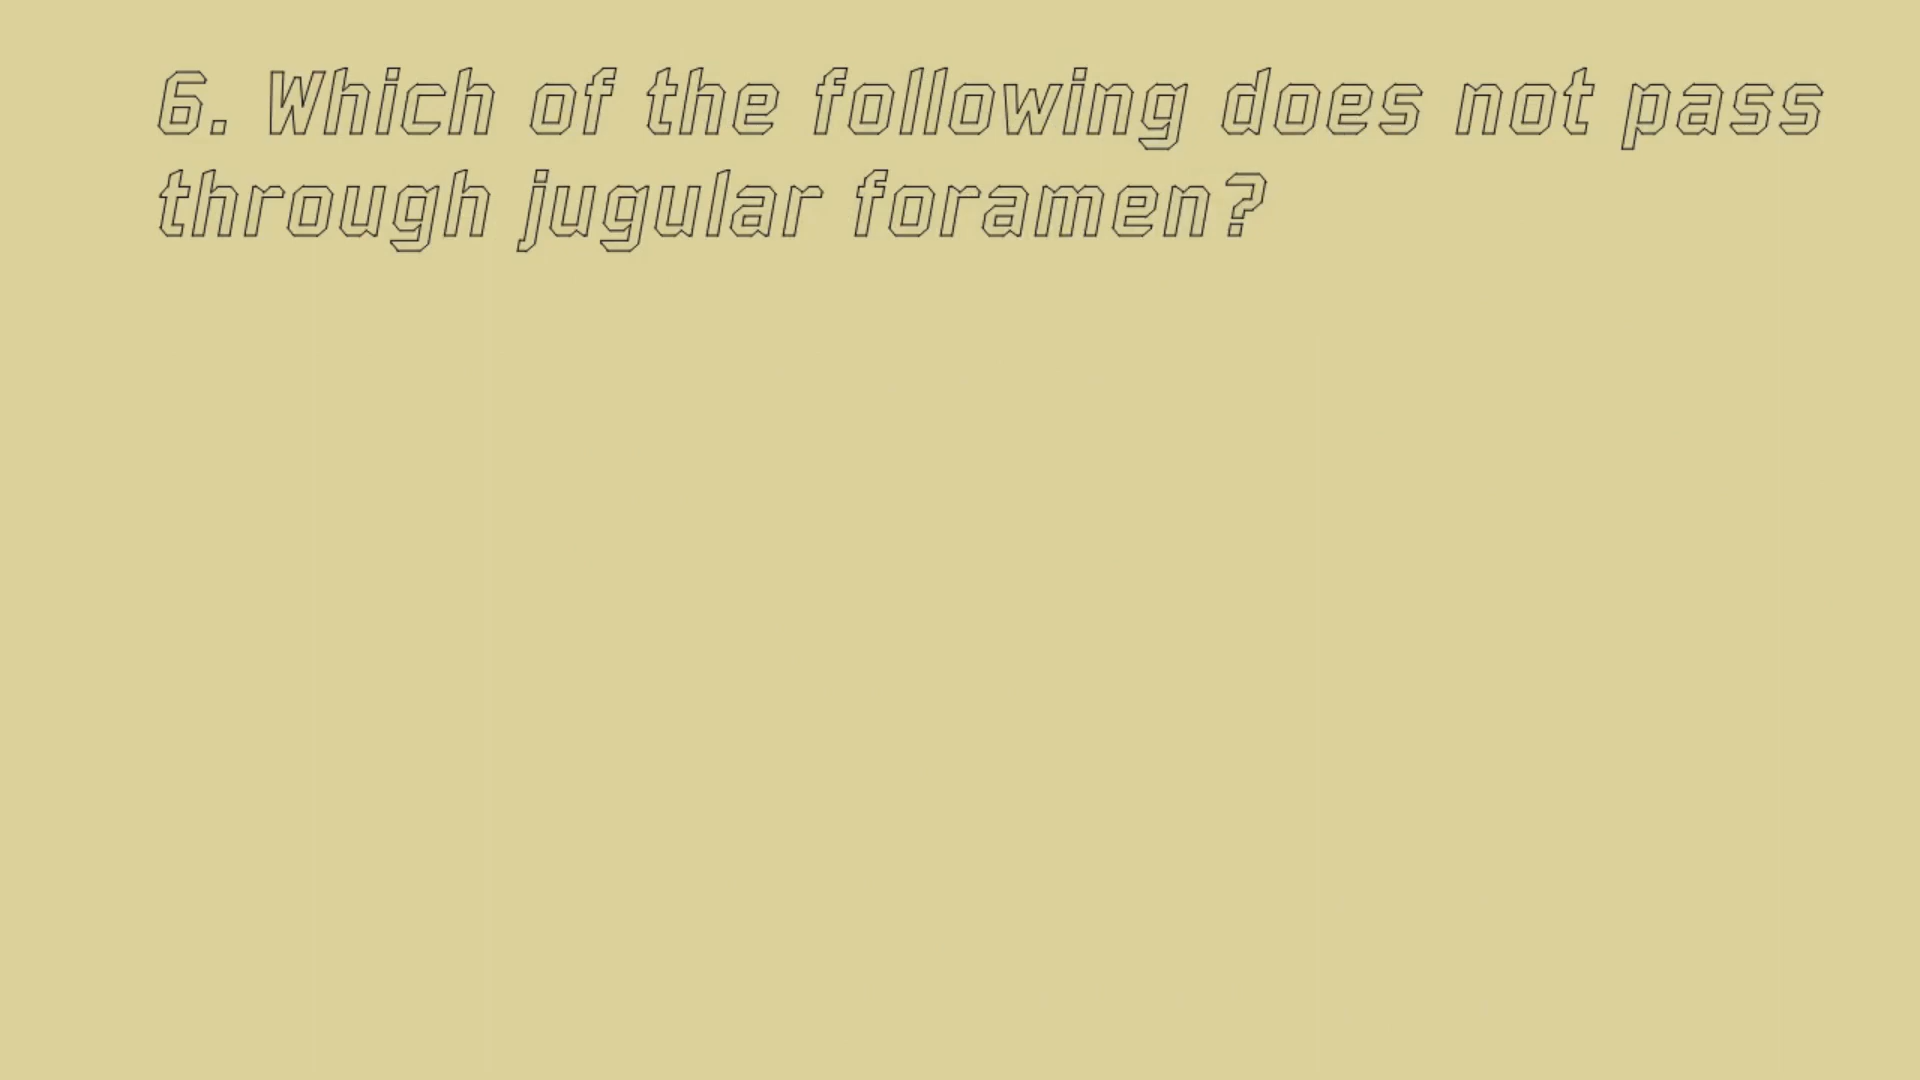 6. Which of the following does not pass
through jugular foramen?